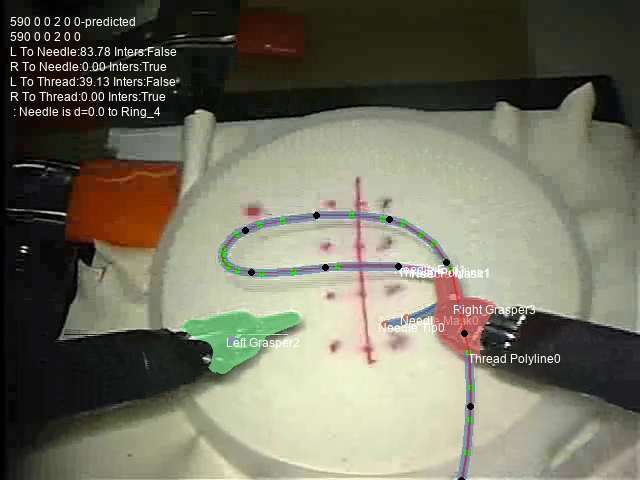 590 0 0 2 0 0-predicted
590 0 0 2 0 0
L To Needle:83.78 Inters:False
R To Needle:0.00 Inters:True
L To Thread:39.13 Inters:False
R To Thread:0.00 Inters:True
: Needle is d=0.0 to Ring_4
Right Grasper3
Needle Mask0
Needle Tip0
Left Grasper2
Thread Polyline0